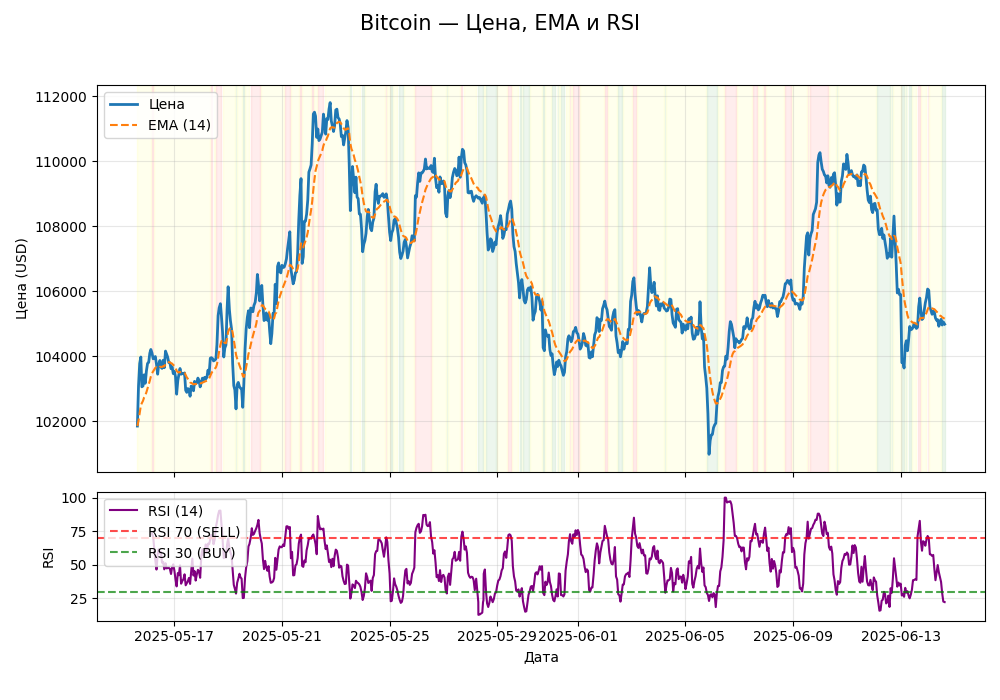 Bitcoin — Цена, EMA и RSI
Цена (USD)
112000
110000
108000
106000
104000
102000
Цена
EMA (14)
RSI
100
75
50
25
RSI (14)
RSI 70 (SELL)
RSI 30 (BUY)
2025-05-17 2025-05-21 2025-05-25 2025-05-29 2025-06-01 2025-06-05 2025-06-09 2025-06-13
Дата